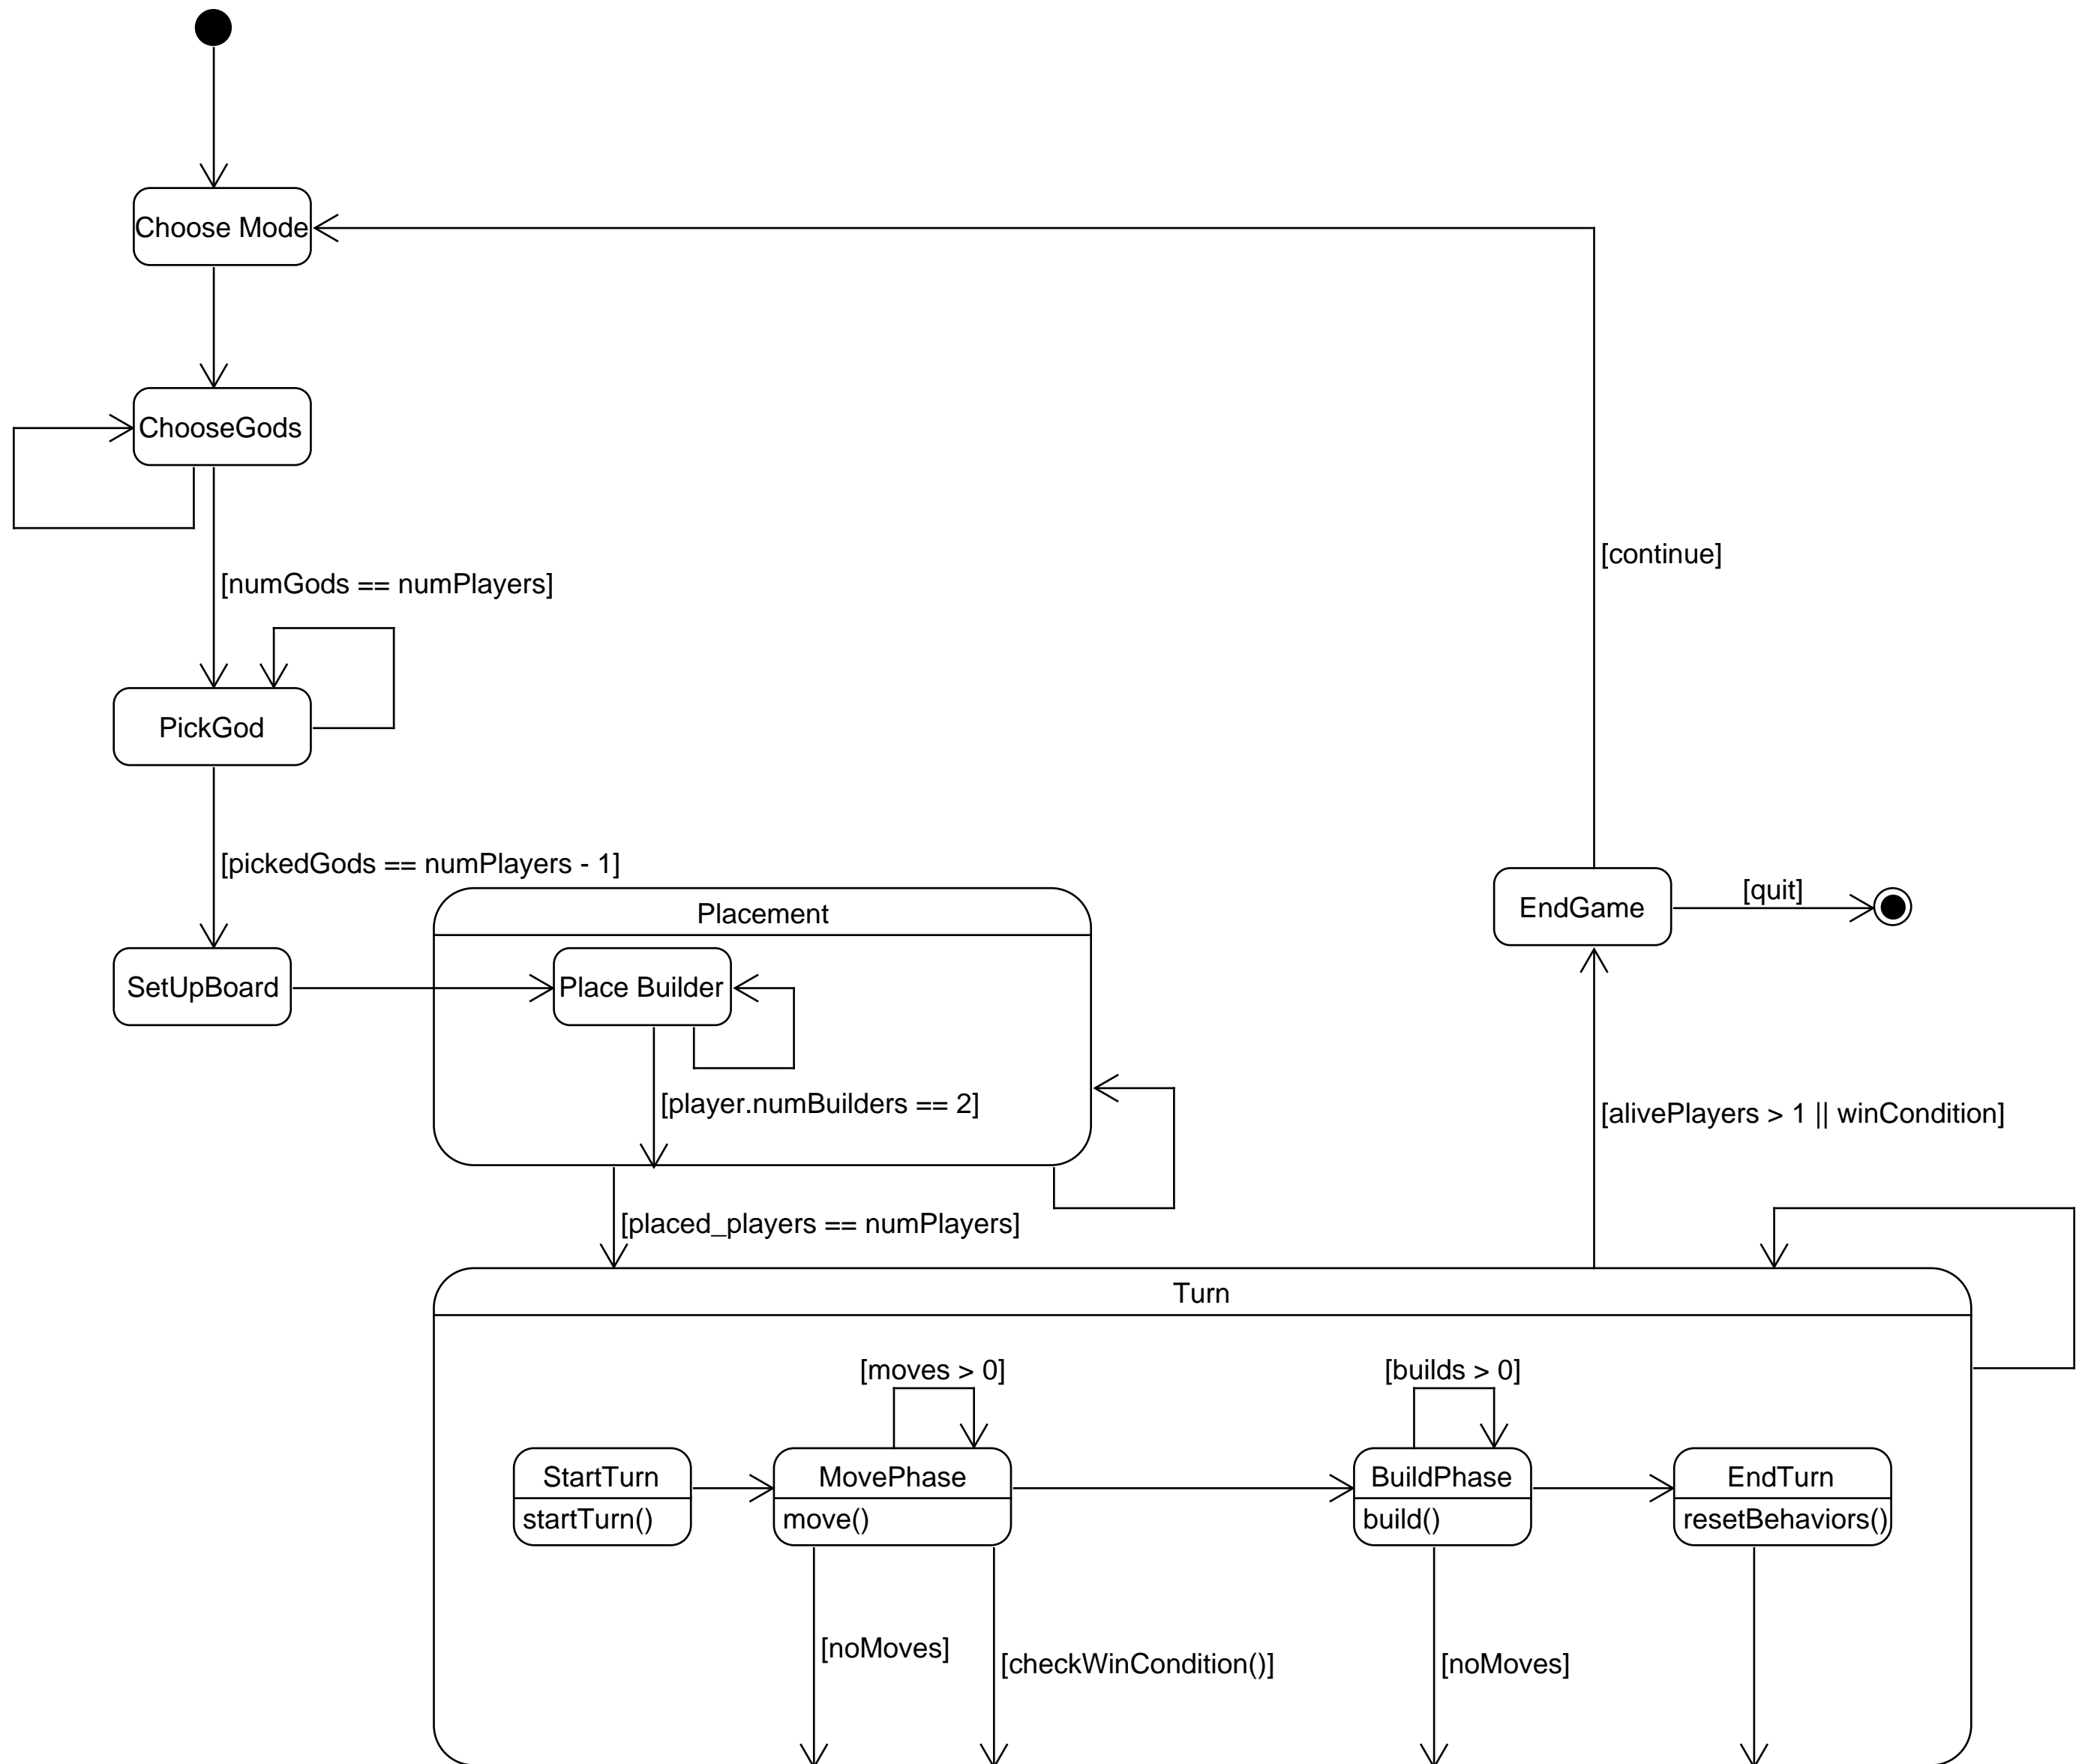 Choose Mode
ChooseGods
[continue]
[numGods == numPlayers]
PickGod
[pickedGods == numPlayers - 1]
[quit]
EndGame
Placement
SetUpBoard
Place Builder
[player.numBuilders == 2]
[alivePlayers > 1 || winCondition]
[placed_players == numPlayers]
Turn
[moves > 0]
[builds > 0]
StartTurn
startTurn()
MovePhase
move()
BuildPhase
build()
EndTurn
resetBehaviors()
[noMoves]
[checkWinCondition()]
[noMoves]